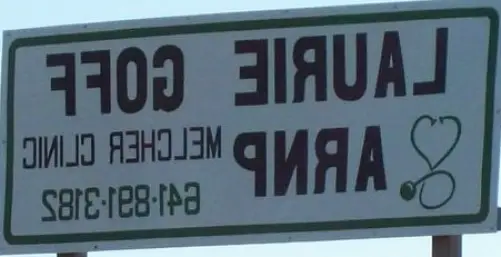 LAURIE GOFF
ARNP MELCHER CLINIC
641-891-3182